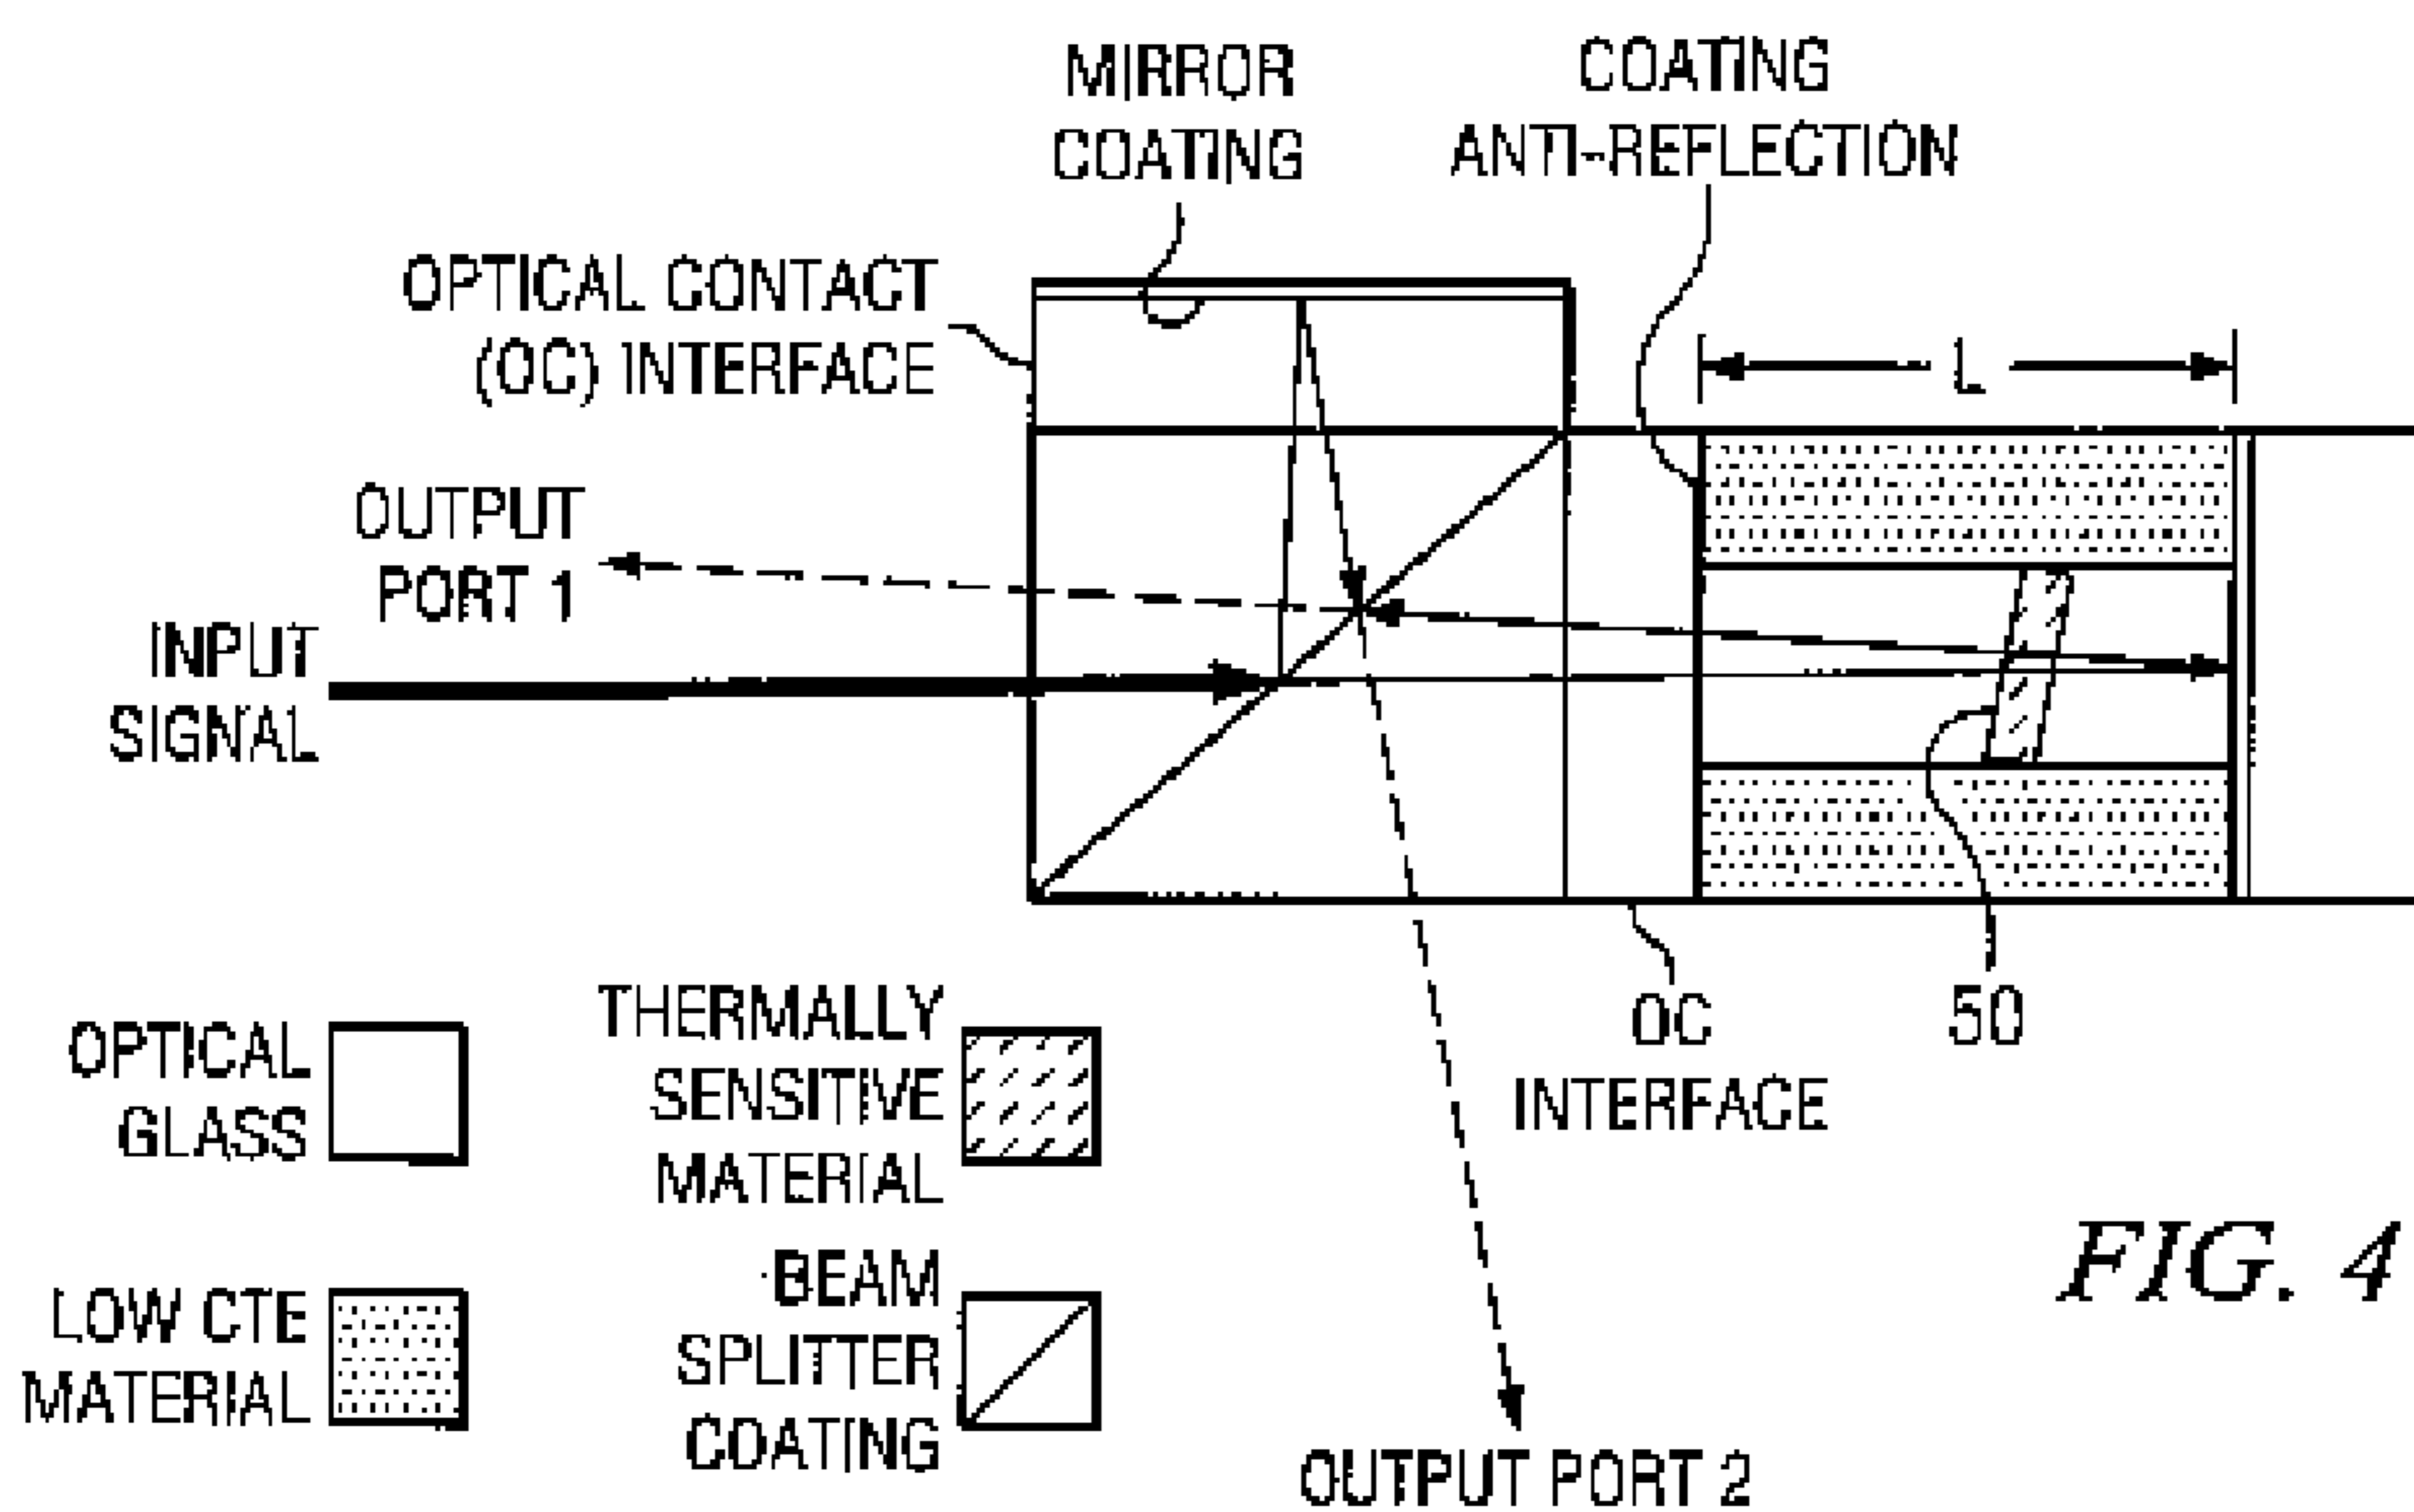 MIRROR
COATING
COATING
ANTI-REFLECTION
OPTICAL CONTACT
(OC) INTERFACE
L
OUTPUT
PORT 1
INPUT
SIGNAL
OC
INTERFACE
50
OPTICAL
GLASS
THERMALLY
SENSITIVE
MATERIAL
LOW CTE
MATERIAL
BEAM
SPLITTER
COATING
OUTPUT PORT 2
FIG. 4